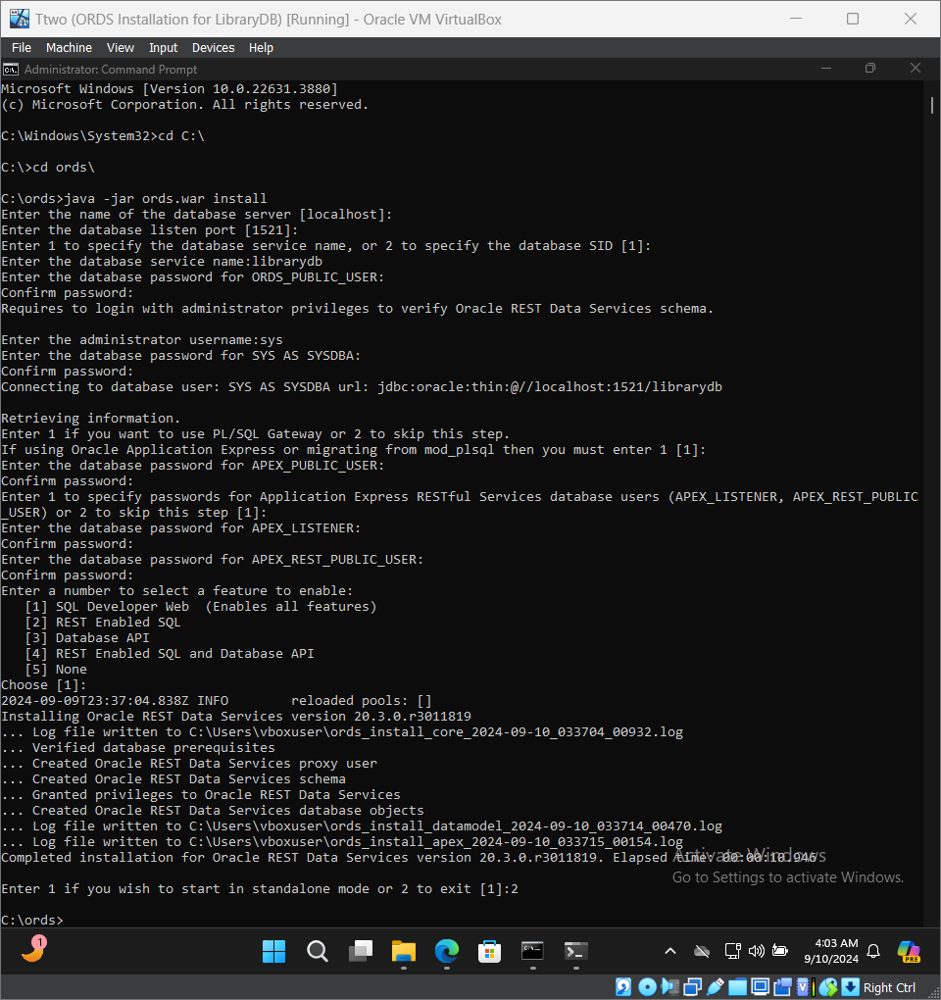 Ttwo (ORDS Installation for LibraryDB) [Running] - Oracle VM VirtualBox
File Machine View Input Devices Help
Administrator: Command Prompt
Microsoft Windows [Version 10.0.22631.3880]
(c) Microsoft Corporation. All rights reserved.
C:\Windows\System32>cd C:\
C:\>cd ords\
C:\ords>java -jar ords.war install
Enter the name of the database server [localhost]:
Enter the database listen port [1521]:
Enter 1 to specify the database service name, or 2 to specify the database SID [1]:
Enter the database service name:librarydb
Enter the database password for ORDS_PUBLIC_USER:
Confirm password:
Requires to login with administrator privileges to verify Oracle REST Data Services schema.
Enter the administrator username:sys
Enter the database password for SYS AS SYSDBA:
Confirm password:
Connecting to database user: SYS AS SYSDBA url: jdbc:oracle:thin:@//localhost:1521/librarydb
Retrieving information.
Enter 1 if you want to use PL/SQL Gateway or 2 to skip this step.
If using Oracle Application Express or migrating from mod_plsql then you must enter 1 [1]:
Enter the database password for APEX_PUBLIC_USER:
Confirm password:
Enter 1 to specify passwords for Application Express RESTful Services database users (APEX_LISTENER, APEX_REST_PUBLIC
_USER) or 2 to skip this step [1]:
Enter the database password for APEX_LISTENER:
Confirm password:
Enter the database password for APEX_REST_PUBLIC_USER:
Confirm password:
Enter a number to select a feature to enable:
[1] SQL Developer Web  (Enables all features)
[2] REST Enabled SQL
[3] Database API
[4] REST Enabled SQL and Database API
[5] None
Choose [1]:
2024-09-09T23:37:04.838Z INFO        reloaded pools: []
Installing Oracle REST Data Services version 20.3.0.r3011819
... Log file written to C:\Users\vboxuser\ords_install_core_2024-09-10_033704_00932.log
... Verified database prerequisites
... Created Oracle REST Data Services proxy user
... Created Oracle REST Data Services schema
... Granted privileges to Oracle REST Data Services
... Created Oracle REST Data Services database objects
... Log file written to C:\Users\vboxuser\ords_install_datamodel_2024-09-10_033714_00470.log
... Log file written to C:\Users\vboxuser\ords_install_apex_2024-09-10_033715_00154.log
Completed installation for Oracle REST Data Services version 20.3.0.r3011819. Elapsed time: 00:00:10.946
Activate Windows
Go to Settings to activate Windows.
Enter 1 if you wish to start in standalone mode or 2 to exit [1]:2
C:\ords>
1
4:03 AM
9/10/2024
PRE
Right Ctrl